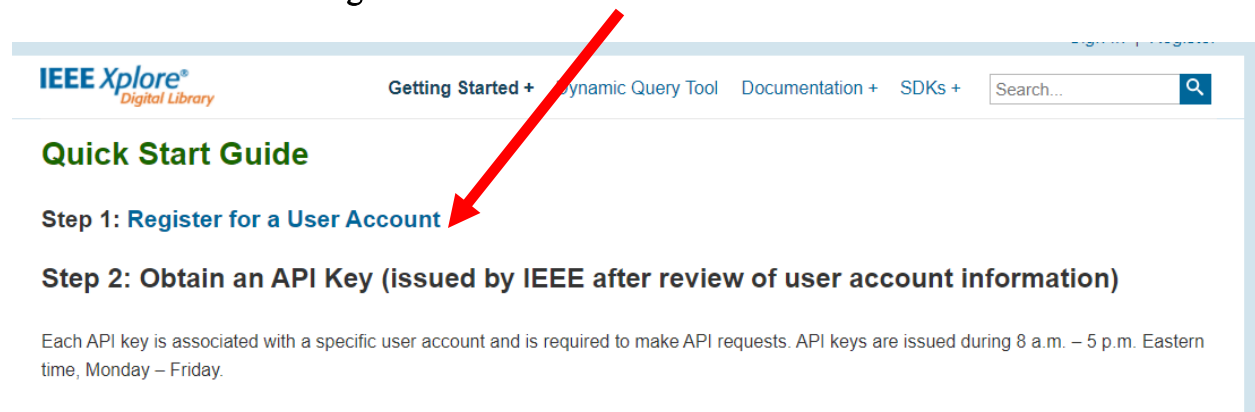 IEEE Xplore®
Digital Library
Getting Started + Dynamic Query Tool Documentation + SDKs + Search...
Quick Start Guide
Step 1: Register for a User Account
Step 2: Obtain an API Key (issued by IEEE after review of user account information)
Each API key is associated with a specific user account and is required to make API requests. API keys are issued during 8 a.m. – 5 p.m. Eastern
time, Monday – Friday.